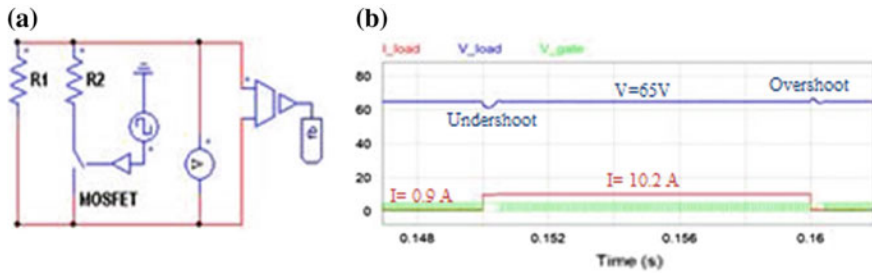 (a)
R1
R2
MOSFET
V
fb
(b)
I_load V_load V_gate
80
60
40
20
0
V=65V
Overshoot
Undershoot
I= 0.9 A
I= 10.2 A
0.148 0.152 0.156 0.16
Time (s)